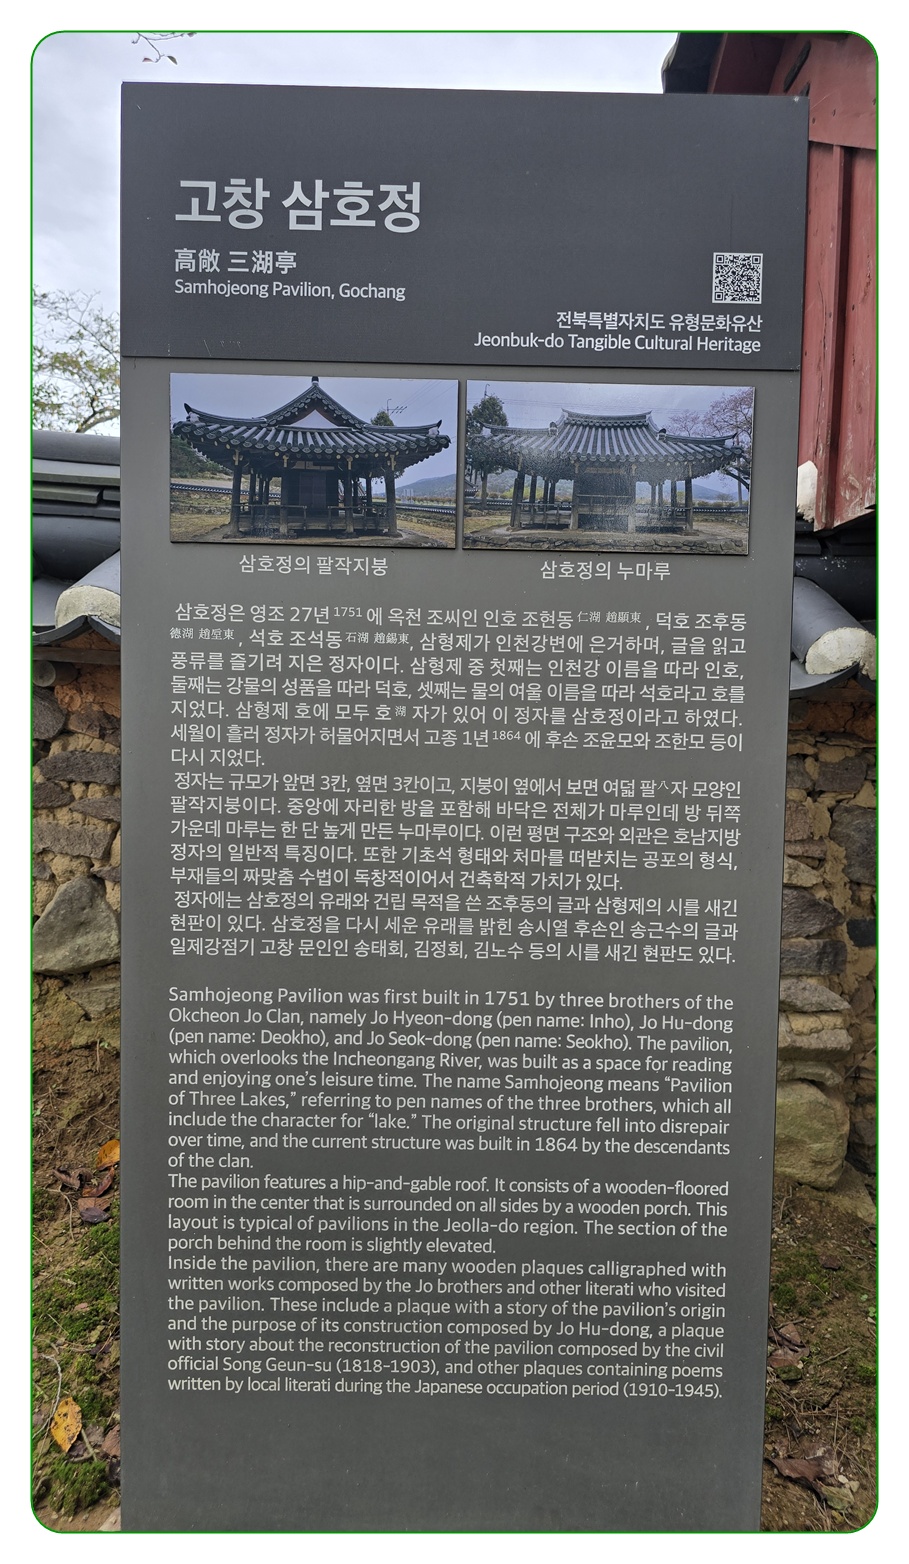 고창 삼호정
高敞 三湖亭
Samhojeong Pavilion, Gochang
전북특별자치도 유형문화유산
Jeonbuk-do Tangible Cultural Heritage
삼호정의 팔작지붕
삼호정의 누마루
삼호정은 영조 27년 1751 에 옥천 조씨인 인호 조현동 仁湖 趙顯東, 덕호 조후동
德湖 趙垕東, 석호 조석동 石湖 趙錫東, 삼형제가 인천강변에 은거하며, 글을 읽고
풍류를 즐기려 지은 정자이다. 삼형제 중 첫째는 인천강 이름을 따라 인호,
둘째는 강물의 성품을 따라 덕호, 셋째는 물의 여울 이름을 따라 석호라고 호를
지었다. 삼형제 호에 모두 호 湖 자가 있어 이 정자를 삼호정이라고 하였다.
세월이 흘러 정자가 허물어지면서 고종 1년 1864 에 후손 조윤모와 조한모 등이
다시 지었다.
정자는 규모가 앞면 3칸, 옆면 3칸이고, 지붕이 옆에서 보면 여덟 팔八자 모양인
팔작지붕이다. 중앙에 자리한 방을 포함해 바닥은 전체가 마루인데 방 뒤쪽
가운데 마루는 한 단 높게 만든 누마루이다. 이런 평면 구조와 외관은 호남지방
정자의 일반적 특징이다. 또한 기초석 형태와 처마를 떠받치는 공포의 형식,
부재들의 짜맞춤 수법이 독창적이어서 건축학적 가치가 있다.
정자에는 삼호정의 유래와 건립 목적을 쓴 조후동의 글과 삼형제의 시를 새긴
현판이 있다. 삼호정을 다시 세운 유래를 밝힌 송시열 후손인 송근수의 글과
일제강점기 고창 문인인 송태회, 김정회, 김노수 등의 시를 새긴 현판도 있다.
Samhojeong Pavilion was first built in 1751 by three brothers of the
Okcheon Jo Clan, namely Jo Hyeon-dong (pen name: Inho), Jo Hu-dong
(pen name: Deokho), and Jo Seok-dong (pen name: Seokho). The pavilion,
which overlooks the Incheongang River, was built as a space for reading
and enjoying one's leisure time. The name Samhojeong means “Pavilion
of Three Lakes,” referring to pen names of the three brothers, which all
include the character for “lake.” The original structure fell into disrepair
over time, and the current structure was built in 1864 by the descendants
of the clan.
The pavilion features a hip-and-gable roof. It consists of a wooden-floored
room in the center that is surrounded on all sides by a wooden porch. This
layout is typical of pavilions in the Jeolla-do region. The section of the
porch behind the room is slightly elevated.
Inside the pavilion, there are many wooden plaques calligraphed with
written works composed by the Jo brothers and other literati who visited
the pavilion. These include a plaque with a story of the pavilion's origin
and the purpose of its construction composed by Jo Hu-dong, a plaque
with story about the reconstruction of the pavilion composed by the civil
official Song Geun-su (1818-1903), and other plaques containing poems
written by local literati during the Japanese occupation period (1910-1945).